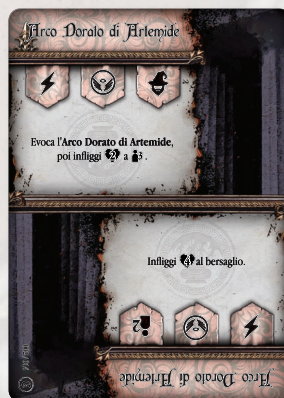 Arco Dorato di Artemide
Evoca l'Arco Dorato di Artemide,
poi infliggi 2 a 3.
Infliggi 4 al bersaglio.
2
Arco Dorato di Artemide